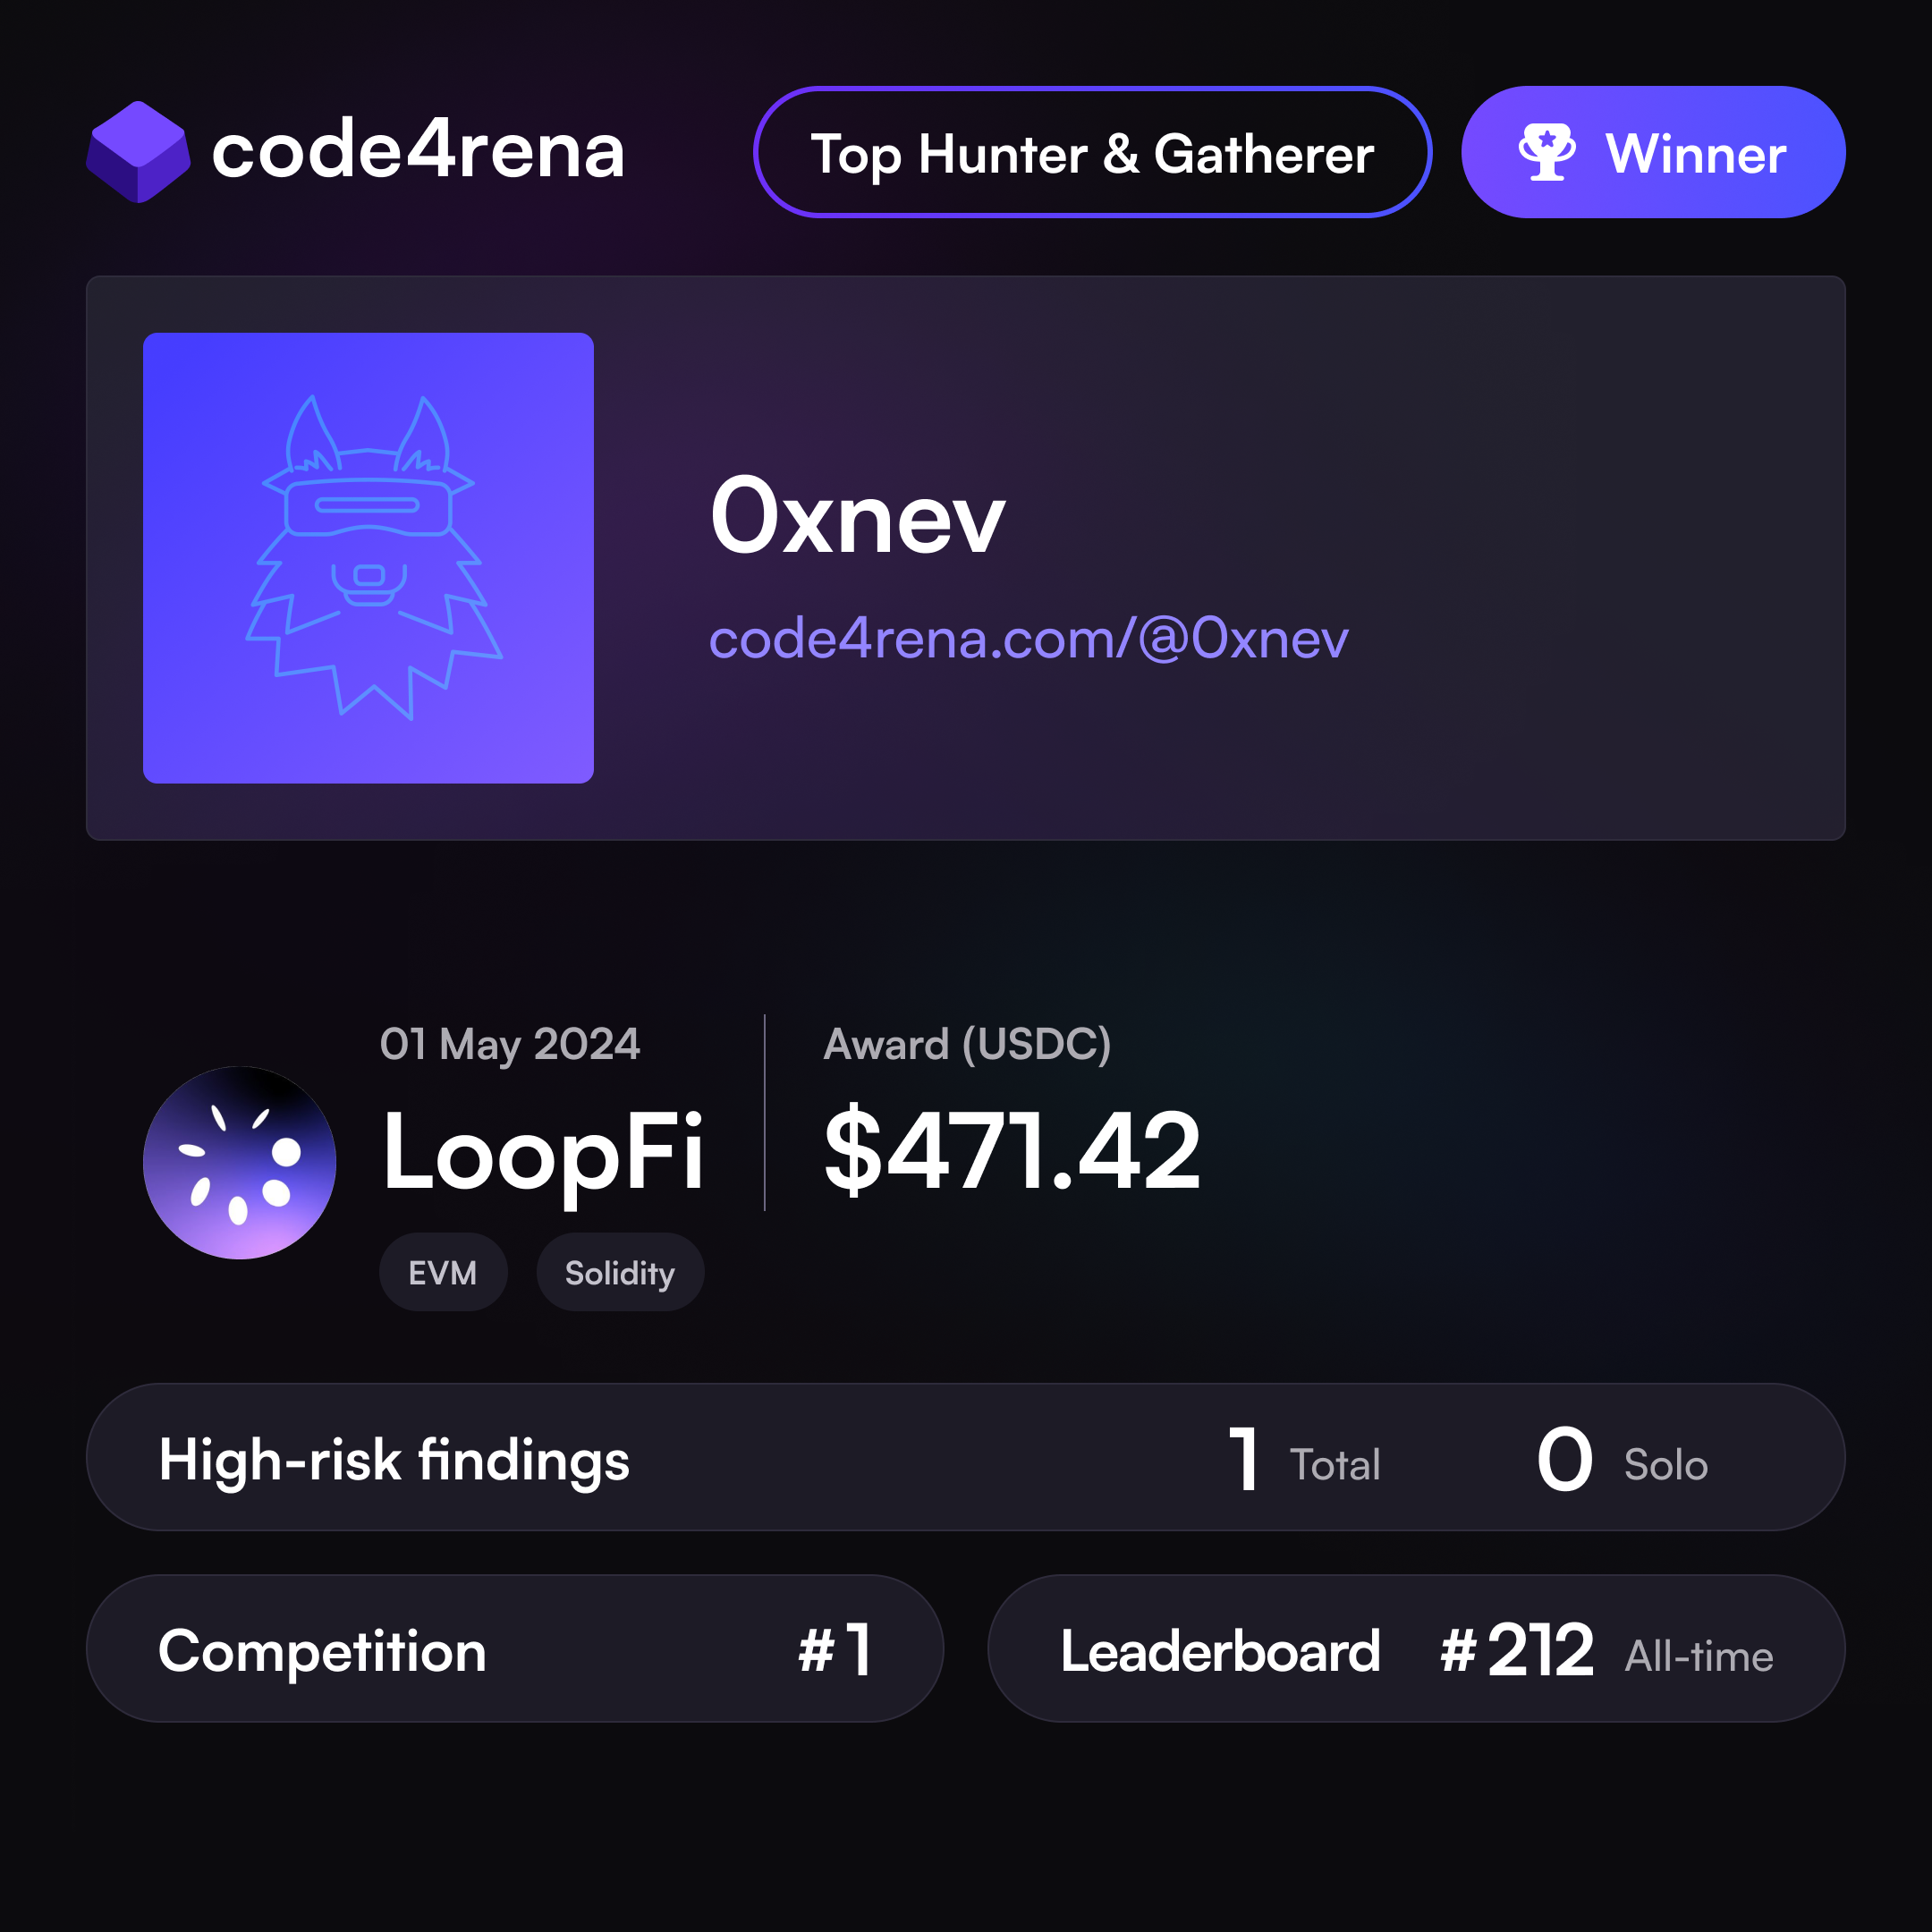 code4rena
Top Hunter & Gatherer
Winner
0xnev
code4rena.com/@0xnev
01 May 2024
LoopFi
EVM
Solidity
Award (USDC)
$471.42
High-risk findings
1 Total
0 Solo
Competition
#1
Leaderboard
#212 All-time